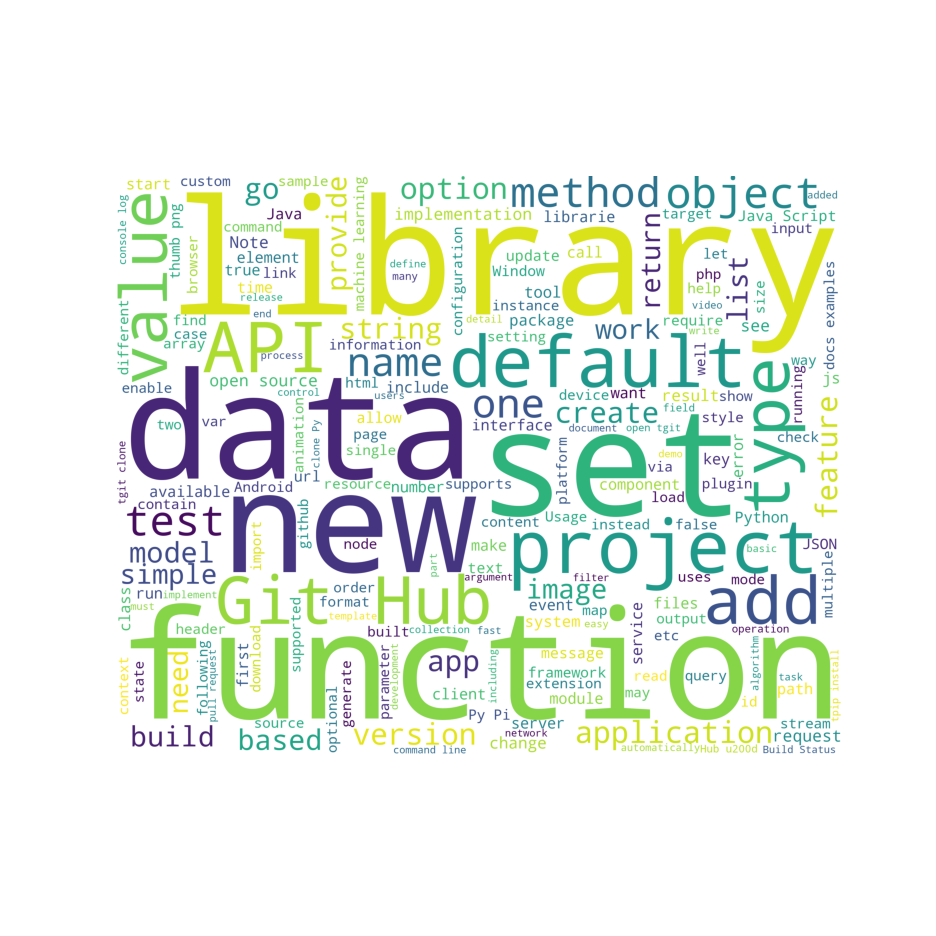 start
custom
go
sample
option
method
object
added
console log
thumb png
value
browser
Java
command
Note
element
true
link
time
release
end
library
provide
machine learning
implementation
librarie
target
Java Script
input
many
define
configuration
update
call
Window
tool
instance
setting
package
return
let
php
help
video
list
size
see
docs examples
different
find
case
array
API
process
string
information
work
require
detail
write
well
way
js
enable
open source
control
name
html
include
users
default
device
want
result
show
type
running
feature
two
var
data
animation
url
clone Py
allow
page
single
one
interface
create
document
open tgit
field
style
error
check
tgit clone
available
contain
Android
resource
number
supports
set
platform
via
demo
component
load
key
plugin
test
new
github
import
node
part
make
text
content
Usage
instead
false
Python
project
basic
JSON
multiple
model
simple
run
implement
must
class
Git Hub
argument
order
format
template
image
filter
event
map
easy
system
uses
mode
files
output
etc
service
add
operation
header
function
supported
built
collection
fast
message
framework
extension
module
read
may
query
algorithm
task
id
path
tpip install
context
state
need
following
pull request
first
download
optional
generate
parameter
development
app
client
including
build
source
based
version
command line
Py Pi
network
server
change
application
automaticallyHub u200d
stream
request
Build Status